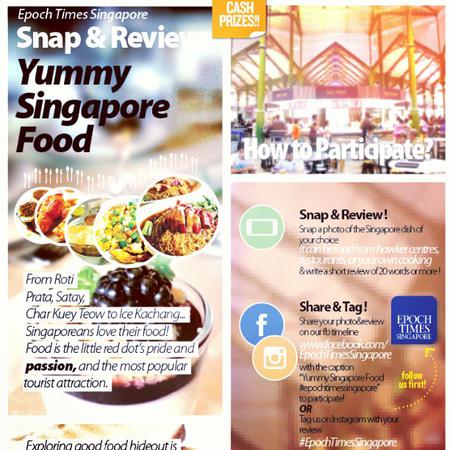 Epoch Times Singapore
Snap & Review
Yummy
Singapore
Food
From Roti
Prata, Satay,
Char Kuey Teow to Ice Kachang...
Singaporeans love their food!
Food is the little red dot's pride and
passion, and the most popular
tourist attraction.
Exploring good food hideout is
CASH
PRIZES!!
How to Participate?
Snap & Review !
Snap a photo of the Singapore dish of
your choice
it can be food from hawker centres,
restaurants, or your own cooking
& write a short review of 20 words or more !
Share & Tag !
Share your photo&review
on our fb timeline
www.facebook.com/
EpochTimesSingapore
with the caption
"Yummy Singapore Food
#epochtimessingapore"
to participate!
OR
Tag us on Instagram with your
review
#EpochTimesSingapore
EPOCH
TIMES
SINGAPORE
follow
us first!